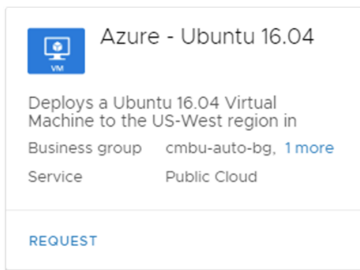 Azure - Ubuntu 16.04
VM
Deploys a Ubuntu 16.04 Virtual
Machine to the US-West region in
Business group cmbu-auto-bg, 1 more
Service Public Cloud
REQUEST